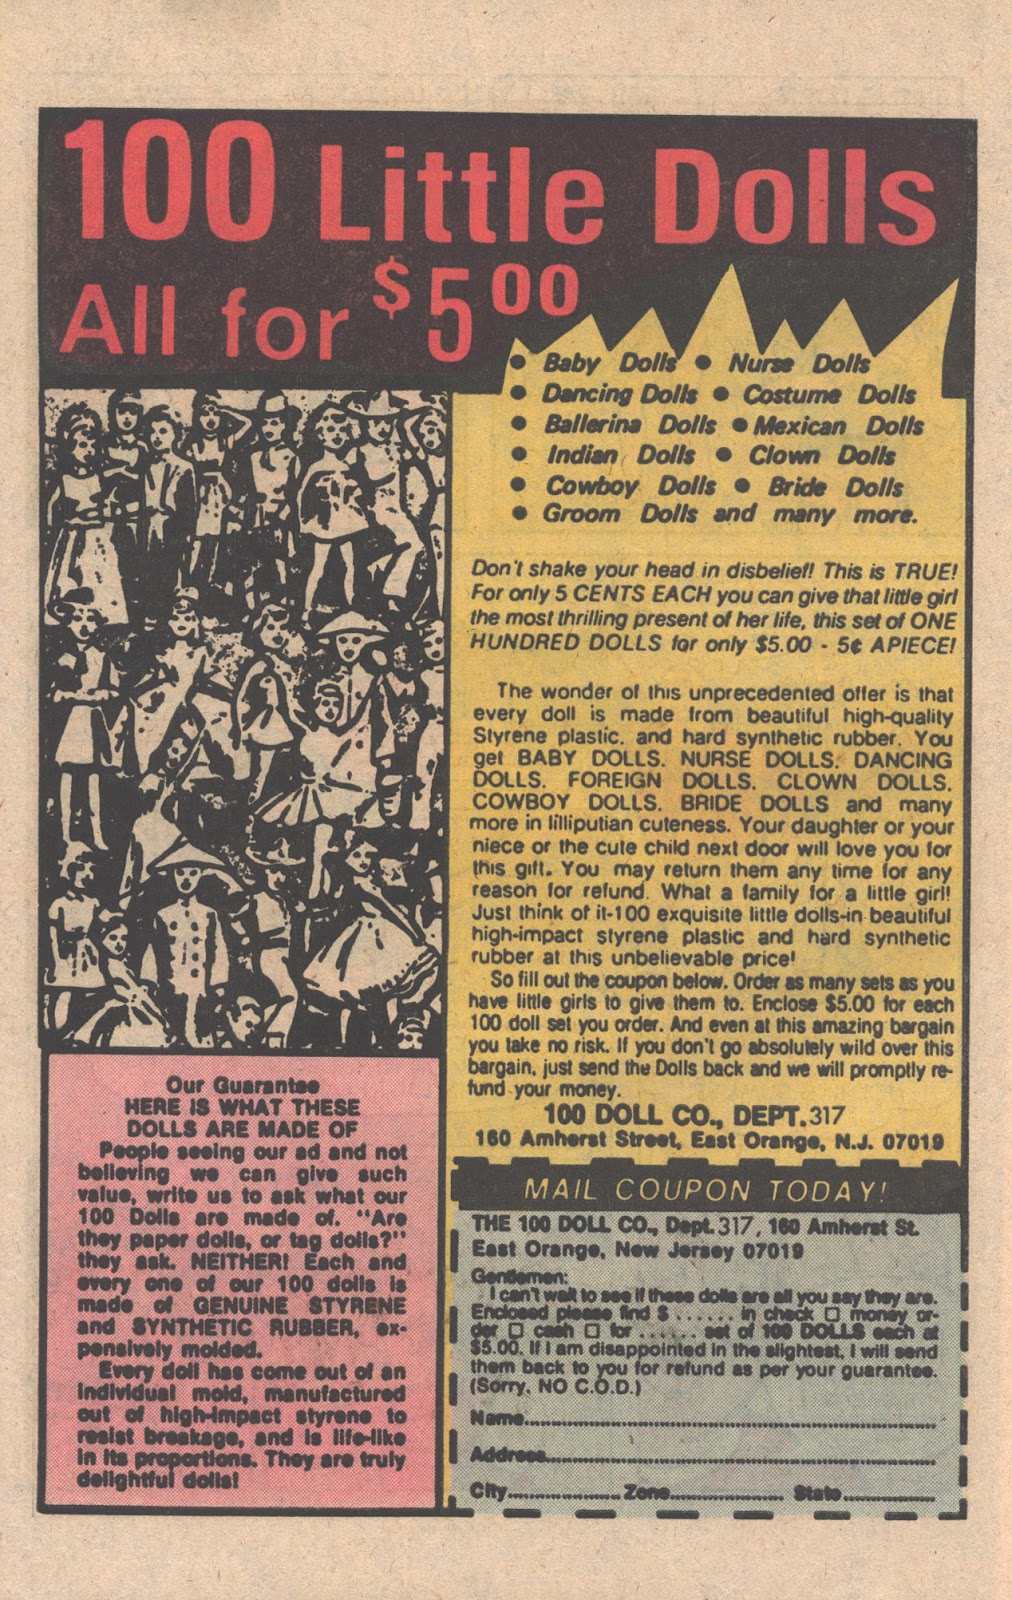 100 Little Dolls
All for $5.00
• Baby Dolls • Nurse Dolls
• Dancing Dolls • Costume Dolls
• Ballerina Dolls • Mexican Dolls
• Indian Dolls • Clown Dolls
• Cowboy Dolls • Bride Dolls
• Groom Dolls and many more.
Don't shake your head in disbelief! This is TRUE!
For only 5 CENTS EACH you can give that little girl
the most thrilling present of her life, this set of ONE
HUNDRED DOLLS for only $5.00 - 5¢ APIECE!
The wonder of this unprecedented offer is that
every doll is made from beautiful high-quality
Styrene plastic. and hard synthetic rubber. You
get BABY DOLLS. NURSE DOLLS. DANCING
DOLLS. FOREIGN DOLLS. CLOWN DOLLS.
COWBOY DOLLS. BRIDE DOLLS and many
more in lilliputian cuteness. Your daughter or your
niece or the cute child next door will love you for
this gift. You may return them any time for any
reason for refund. What a family for a little girl!
Just think of it-100 exquisite little dolls-in beautiful
high-impact styrene plastic and hard synthetic
rubber at this unbelievable price!
So fill out the coupon below. Order as many sets as you
have little girls to give them to. Enclose $5.00 for each
100 doll set you order. And even at this amazing bargain
you take no risk. If you don't go absolutely wild over this
bargain, just send the Dolls back and we will promptly re-
fund your money.
100 DOLL CO., DEPT. 317
160 Amherst Street, East Orange, N.J. 07019
Our Guarantee
HERE IS WHAT THESE
DOLLS ARE MADE OF
People seeing our ad and not
believing we can give such
value, write us to ask what our
100 Dolls are made of. "Are
they paper dolls, or tag dolls?"
they ask. NEITHER! Each and
every one of our 100 dolls is
made of GENUINE STYRENE
and SYNTHETIC RUBBER, ex-
pensively molded.
Every doll has come out of an
individual mold, manufactured
out of high-impact styrene to
resist breakage, and is life-like
in its proportions. They are truly
delightful dolls!
MAIL COUPON TODAY!
THE 100 DOLL CO., Dept. 317, 160 Amherst St.
East Orange, New Jersey 07019
Gentlemen:
I can't wait to see if these dolls are all you say they are.
Enclosed please find $ ...... in check □ money or-
der □ cash □ for ...... set of 100 DOLLS each at
$5.00. If I am disappointed in the slightest, I will send
them back to you for refund as per your guarantee.
(Sorry, NO C.O.D.)
Name..........
Address..........
City.......... Zone.......... State..........